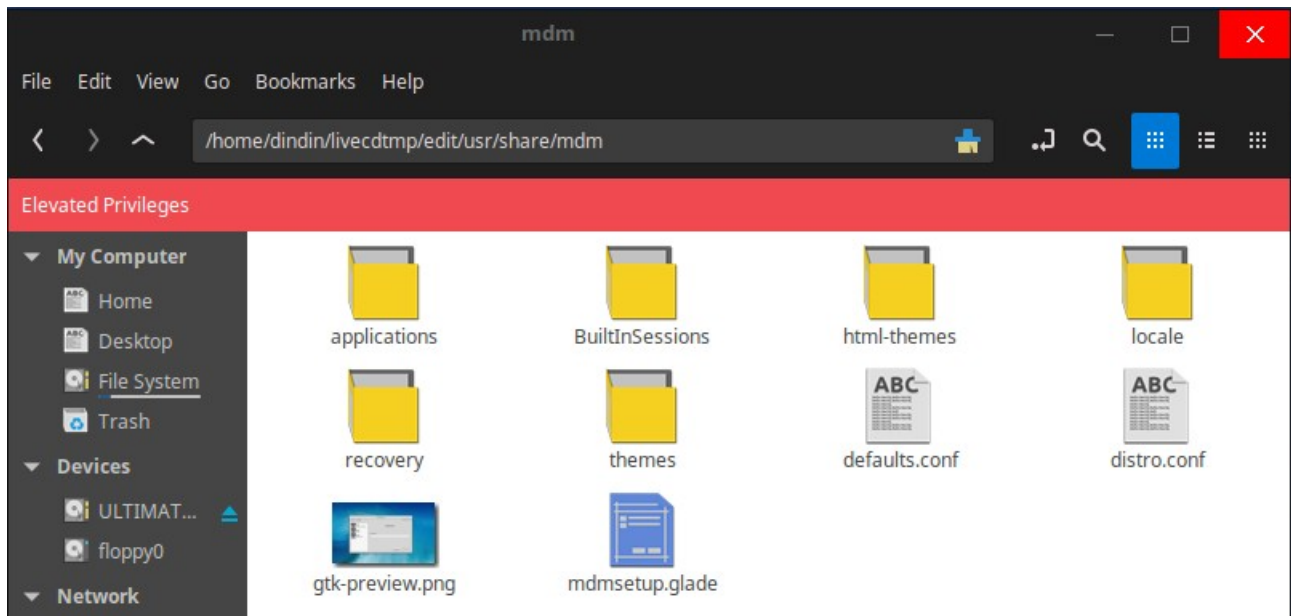 mdm
File Edit View Go Bookmarks Help
/home/dindin/livecdtmp/edit/usr/share/mdm
Elevated Privileges
My Computer
Home
Desktop
File System
Trash
Devices
ULTIMAT...
floppy0
Network
applications BuiltInSessions html-themes locale
ABC ABC
recovery themes defaults.conf distro.conf
gtk-preview.png mdmsetup.glade